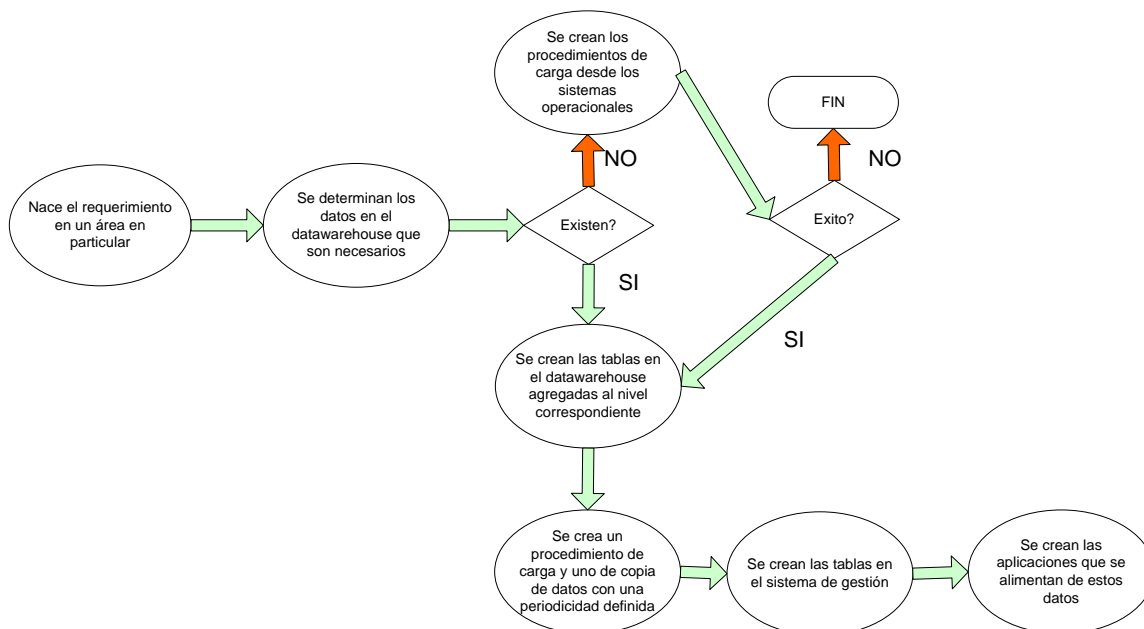 Se crean los
procedimientos de
carga desde los
sistemas
operacionales
FIN
NO
NO
Nace el requerimiento
en un área en
particular
Se determinan los
datos en el
datawarehouse que
son necesarios
Existen?
Exito?
SI
SI
Se crean las tablas en
el datawarehouse
agregadas al nivel
correspondiente
Se crea un
procedimiento de
carga y uno de copia
de datos con una
periodicidad definida
Se crean las tablas en
el sistema de gestión
Se crean las
aplicaciones que se
alimentan de estos
datos